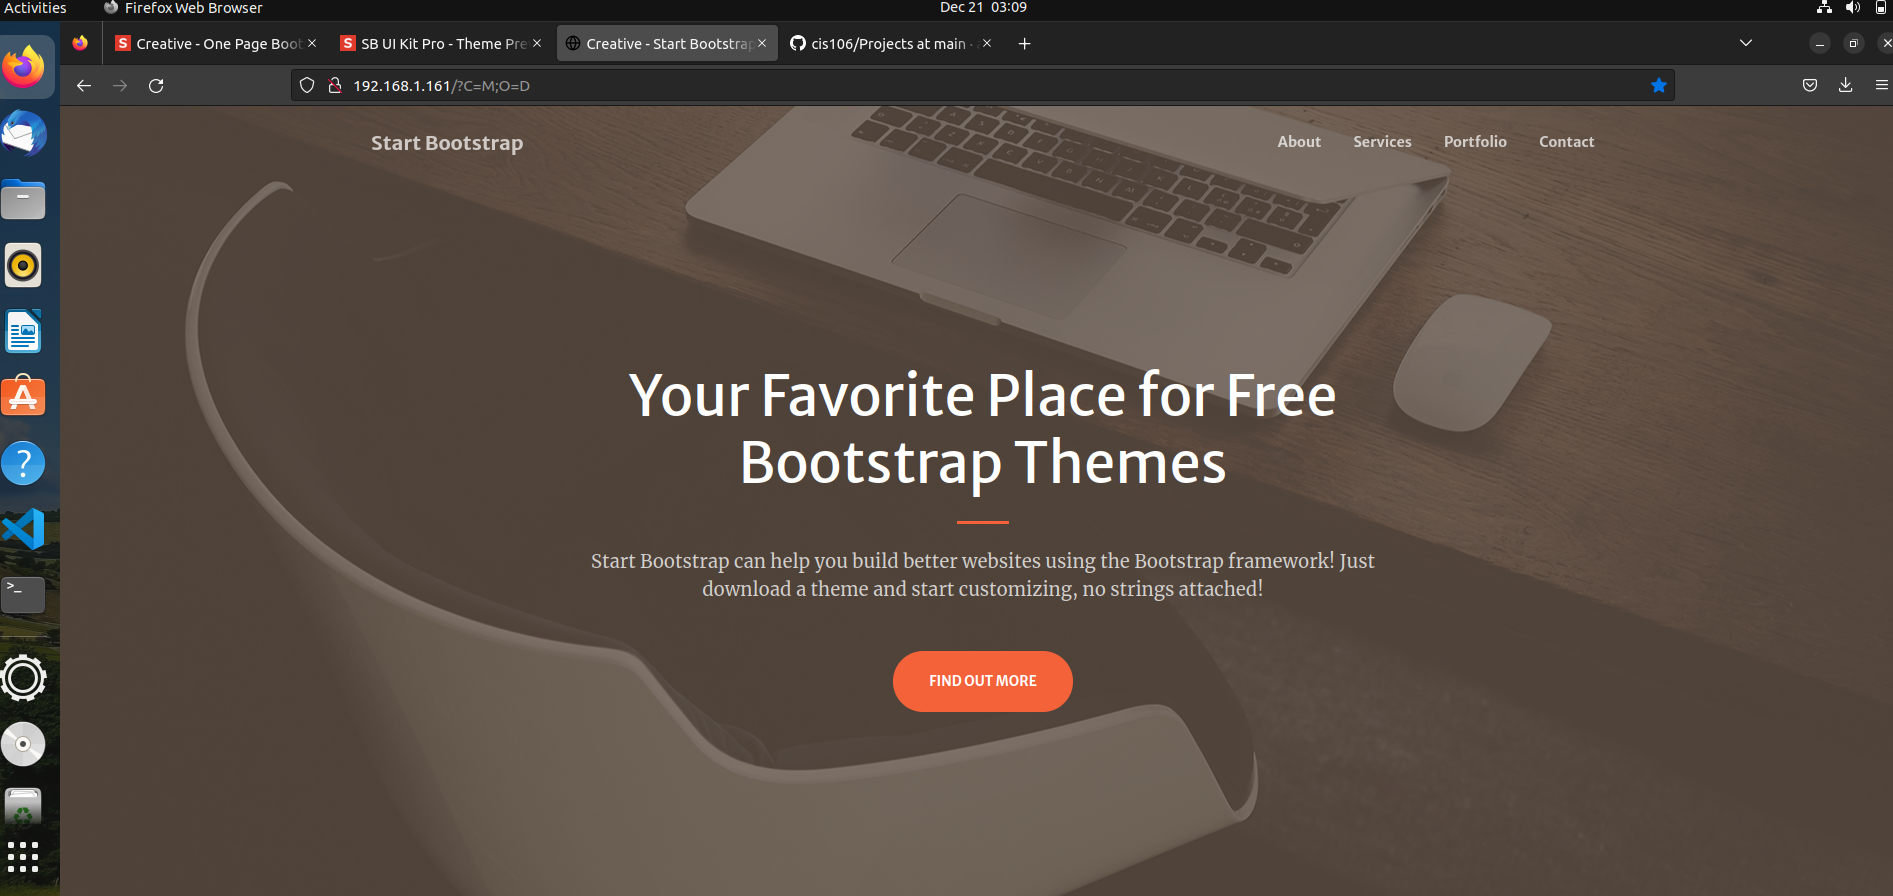 Activities Firefox Web Browser Dec 21 03:09
Creative - One Page Boot SB UI Kit Pro - Theme Pre Creative - Start Bootstrap cis106/Projects at main ·
192.168.1.161/?C=M;O=D
Start Bootstrap About Services Portfolio Contact
Your Favorite Place for Free
Bootstrap Themes
Start Bootstrap can help you build better websites using the Bootstrap framework! Just
download a theme and start customizing, no strings attached!
FIND OUT MORE